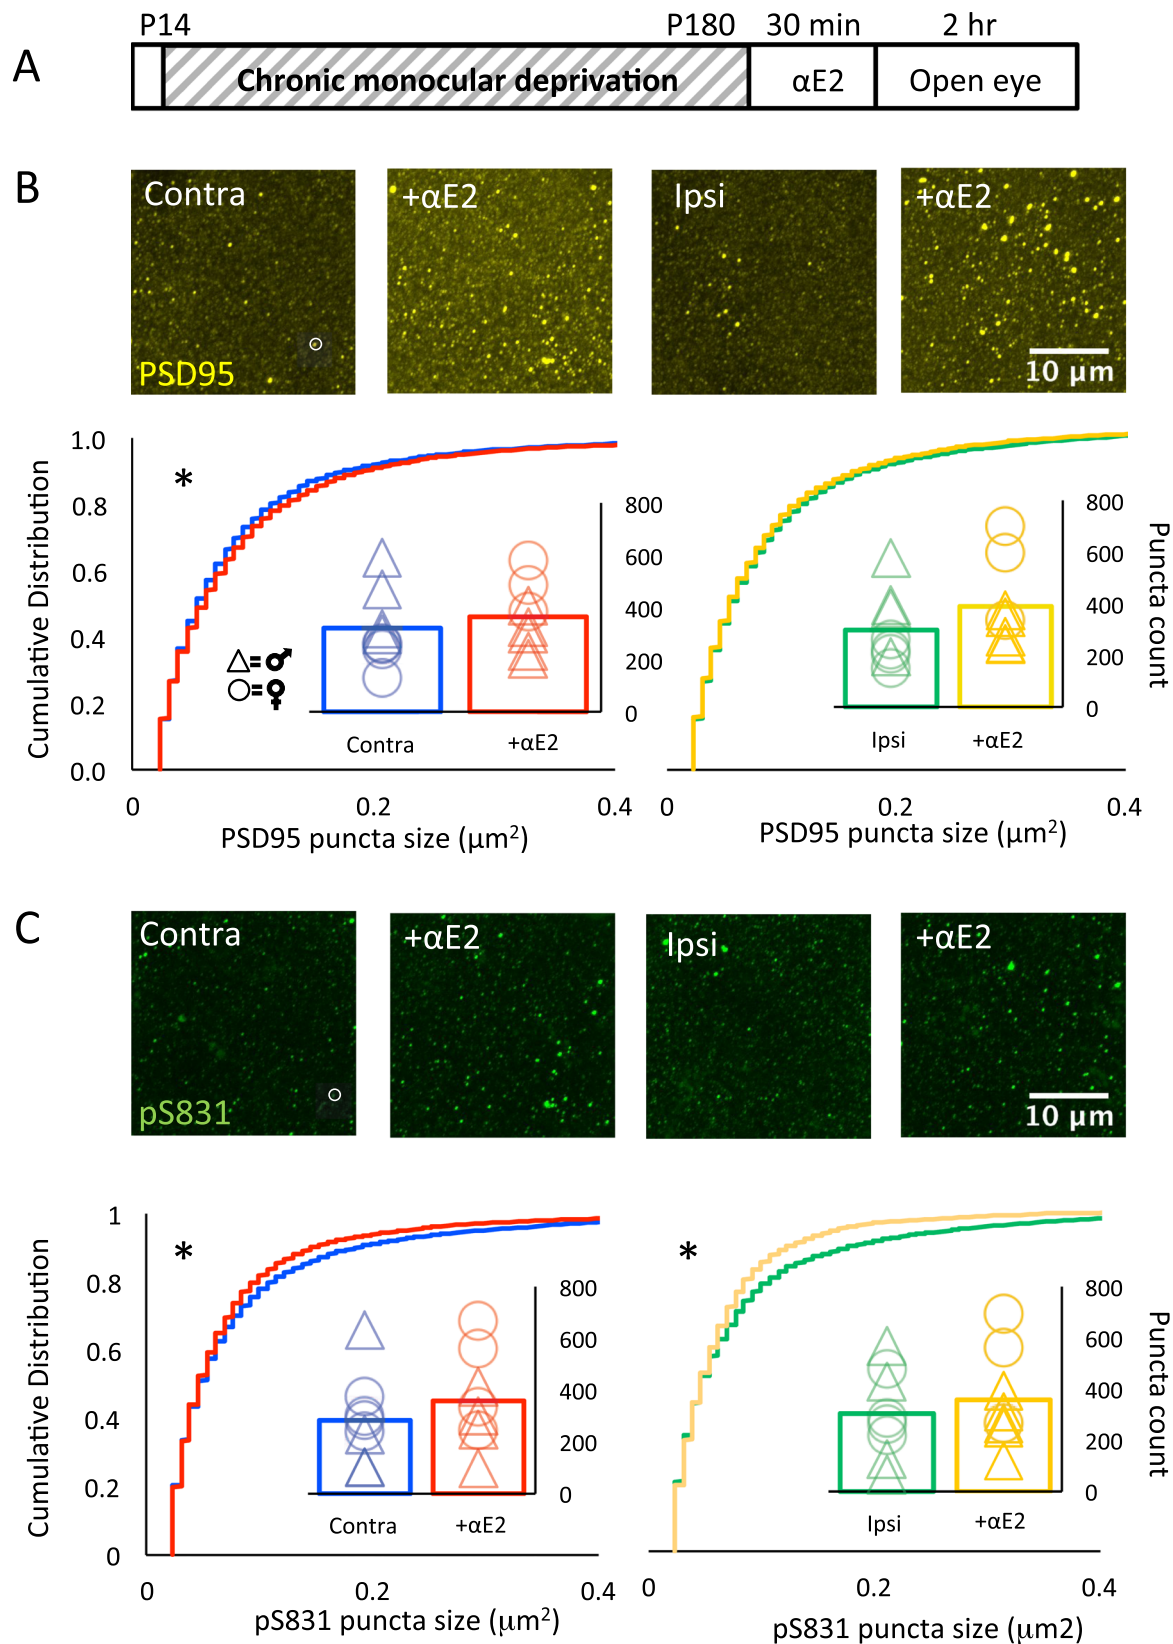 P14 P180 30 min 2 hr
A Chronic monocular deprivation αE2 Open eye
B Contra +αE2 Ipsi +αE2
PSD95 10 μm
Cumulative Distribution
1.0
0.8
0.6
0.4
0.2
0.0
*
△=♂
○=♀
800
600
400
200
0
Contra +αE2
0 0.2 0.4
PSD95 puncta size (μm²)
800
600
400
200
0
Puncta count
Ipsi +αE2
0 0.2 0.4
PSD95 puncta size (μm²)
C Contra +αE2 Ipsi +αE2
pS831 10 μm
Cumulative Distribution
1
0.8
0.6
0.4
0.2
0
*
800
600
400
200
0
Contra +αE2
0 0.2 0.4
pS831 puncta size (μm²)
*
800
600
400
200
0
Puncta count
Ipsi +αE2
0 0.2 0.4
pS831 puncta size (μm2)